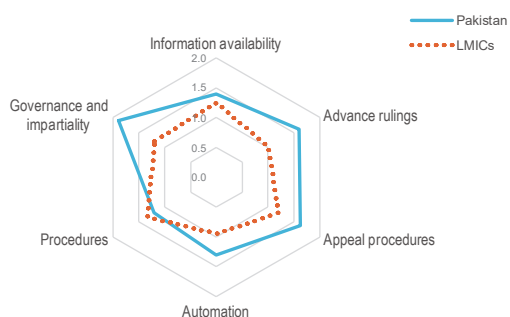 Pakistan
LMICs
Information availability
2.0
1.5
1.0
0.5
0.0
Governance and
impartiality
Advance rulings
Procedures
Appeal procedures
Automation